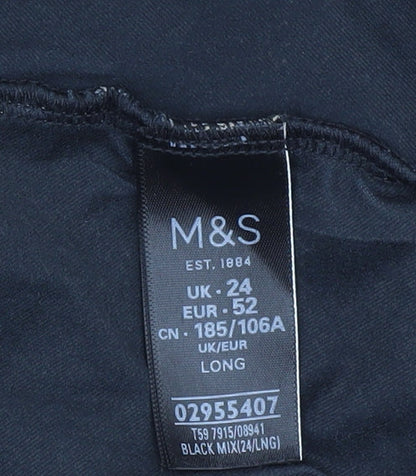 M&S
EST. 1884
UK - 24
EUR - 52
CN - 185/106A
UK/EUR
LONG
02955407
T59 7915/08941
BLACK MIX(24/LNG)